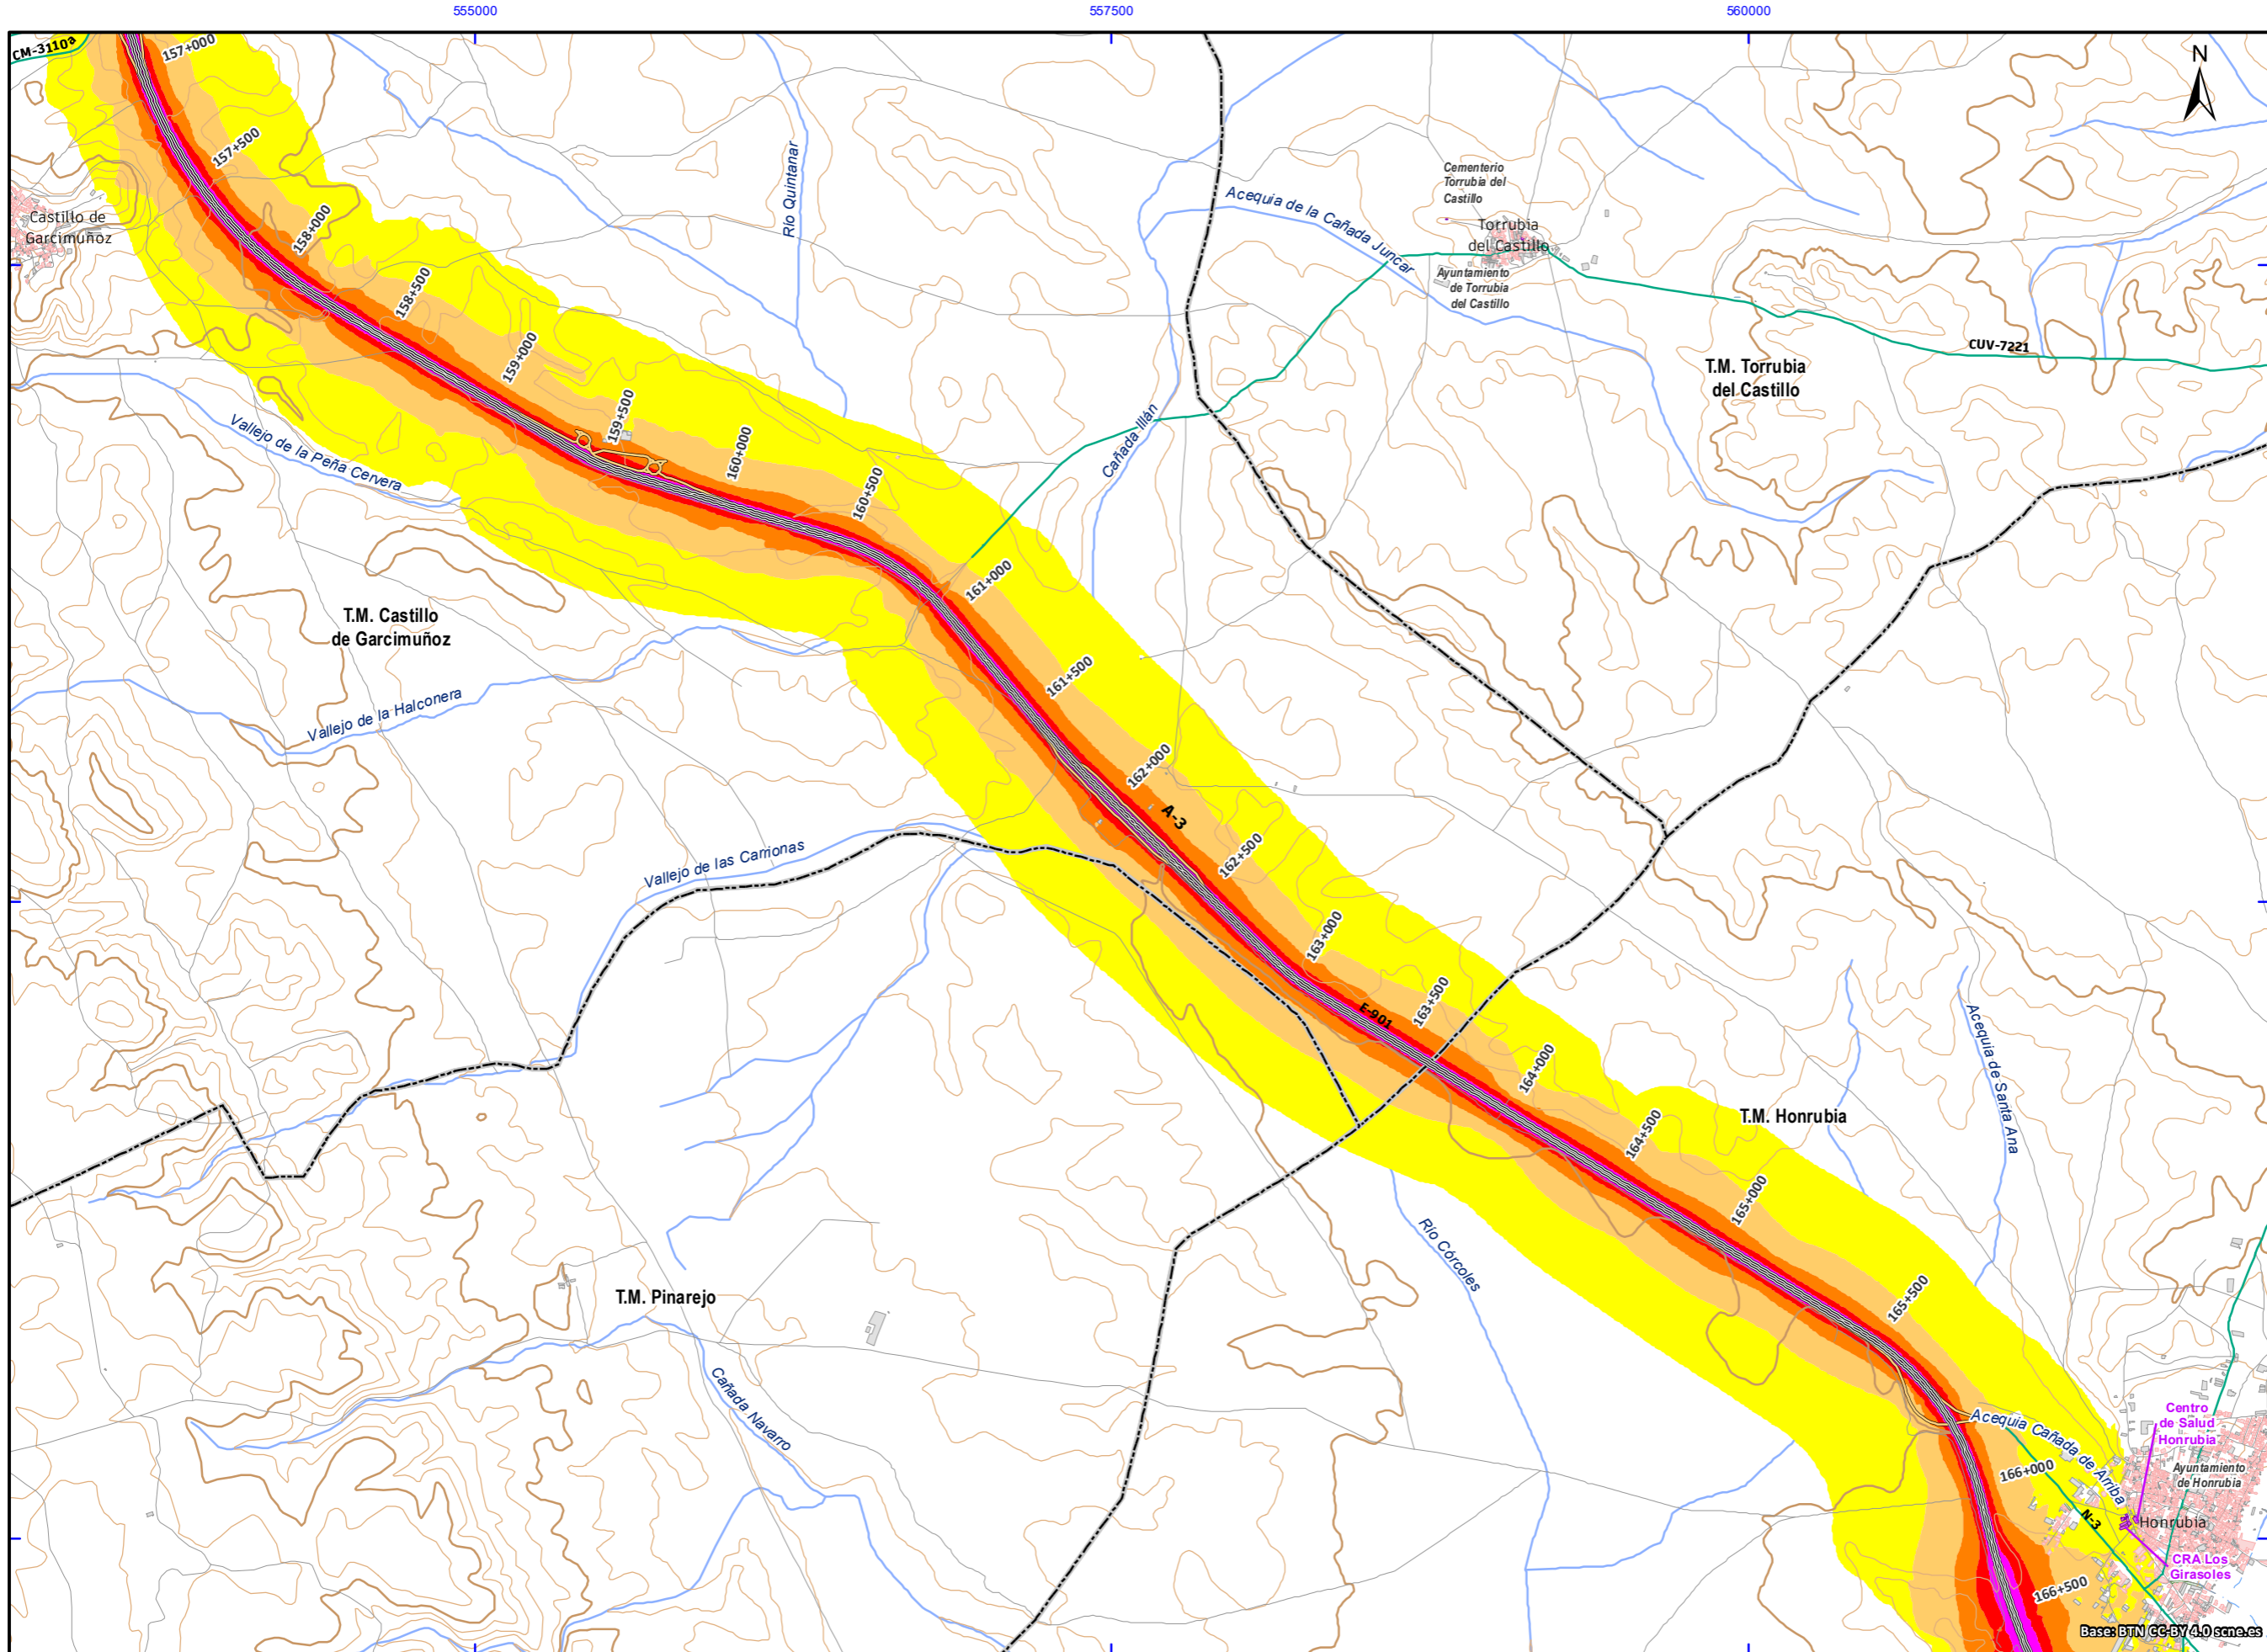 555000
557500
560000
CM-3110a
157+000
N
157+500
Río Quintanar
Cementerio
Torrubia del
Castillo
Acequia de la Cañada Juncar
Castillo de
Garcimuñoz
158+000
Torrubia
del Castillo
Ayuntamiento
de Torrubia
del Castillo
158+500
159+000
CUV-7221
T.M. Torrubia
del Castillo
159+500
Vallejo de la Peña Cervera
160+000
Cañada Illán
160+500
161+000
T.M. Castillo
de Garcimuñoz
161+500
Vallejo de la Halconera
162+000
A-3
162+500
Vallejo de las Carrionas
163+000
163+500
E-901
164+000
Acequia de Santa Ana
T.M. Honrubia
164+500
165+000
Río Córcoles
165+500
T.M. Pinarejo
Cañada Navarro
Acequia Cañada de Arriba
Centro
de Salud
Honrubia
Ayuntamiento
de Honrubia
166+000
N-3
Honrubia
CRA Los
Girasoles
166+500
Base: BTN CC-BY 4.0 scne.es